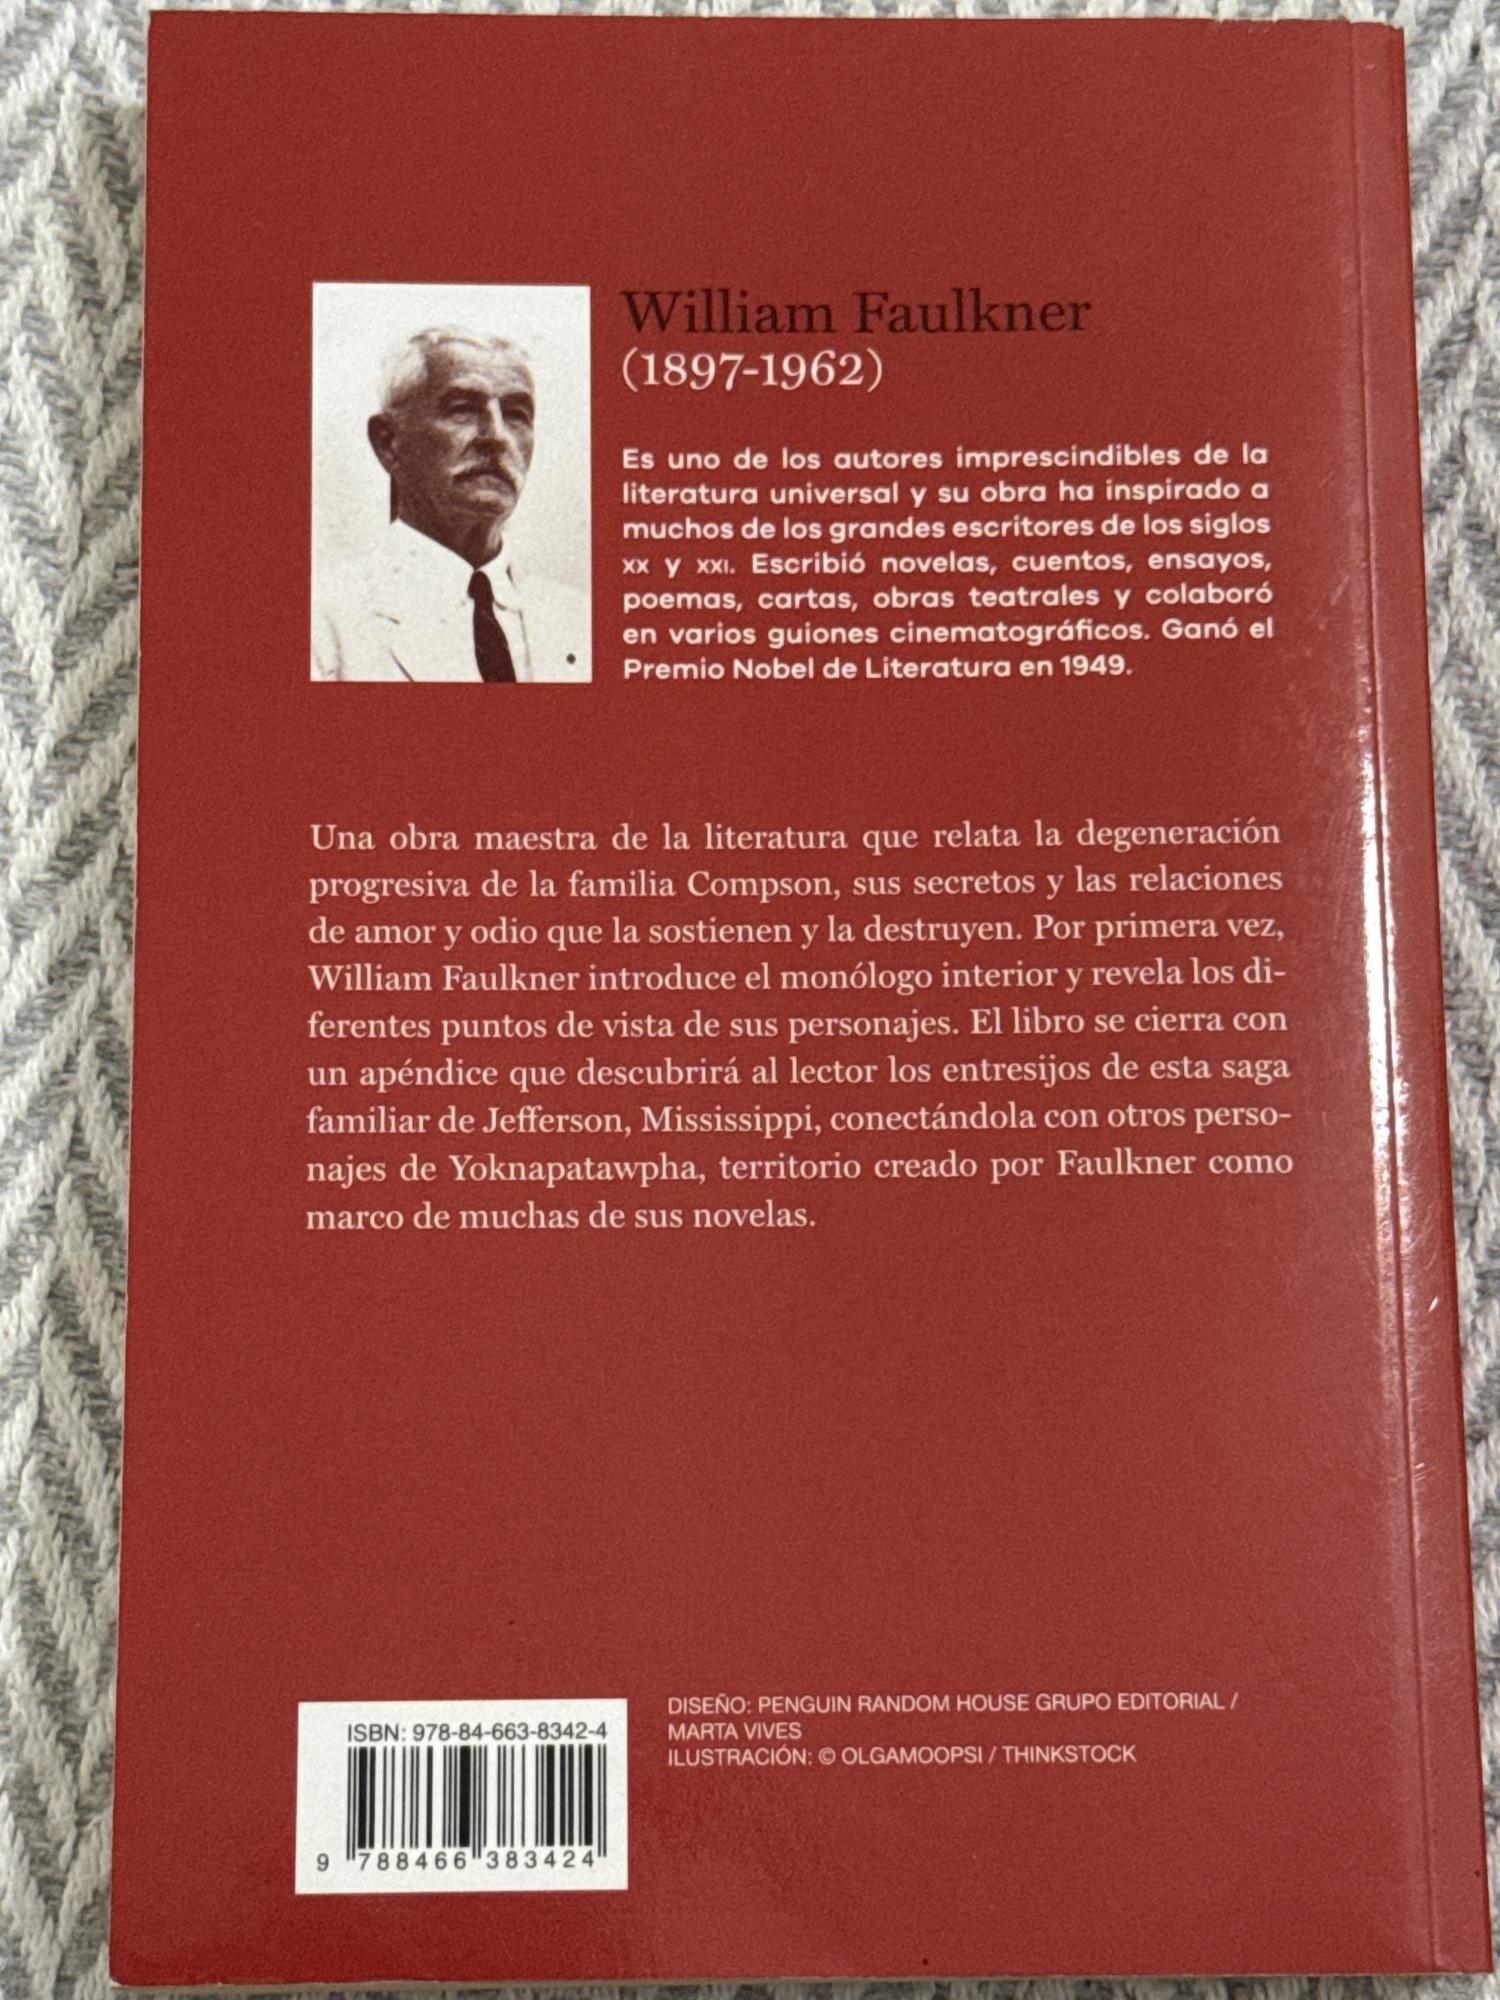 William Faulkner
(1897-1962)
Es uno de los autores imprescindibles de la
literatura universal y su obra ha inspirado a
muchos de los grandes escritores de los siglos
XX y XXI. Escribió novelas, cuentos, ensayos,
poemas, cartas, obras teatrales y colaboró
en varios guiones cinematográficos. Ganó el
Premio Nobel de Literatura en 1949.
Una obra maestra de la literatura que relata la degeneración
progresiva de la familia Compson, sus secretos y las relaciones
de amor y odio que la sostienen y la destruyen. Por primera vez,
William Faulkner introduce el monólogo interior y revela los di-
ferentes puntos de vista de sus personajes. El libro se cierra con
un apéndice que descubrirá al lector los entresijos de esta saga
familiar de Jefferson, Mississippi, conectándola con otros perso-
najes de Yoknapatawpha, territorio creado por Faulkner como
marco de muchas de sus novelas.
ISBN: 978-84-663-8342-4
9 788466 383424
DISEÑO: PENGUIN RANDOM HOUSE GRUPO EDITORIAL /
MARTA VIVES
ILUSTRACIÓN: © OLGAMOOPSI / THINKSTOCK